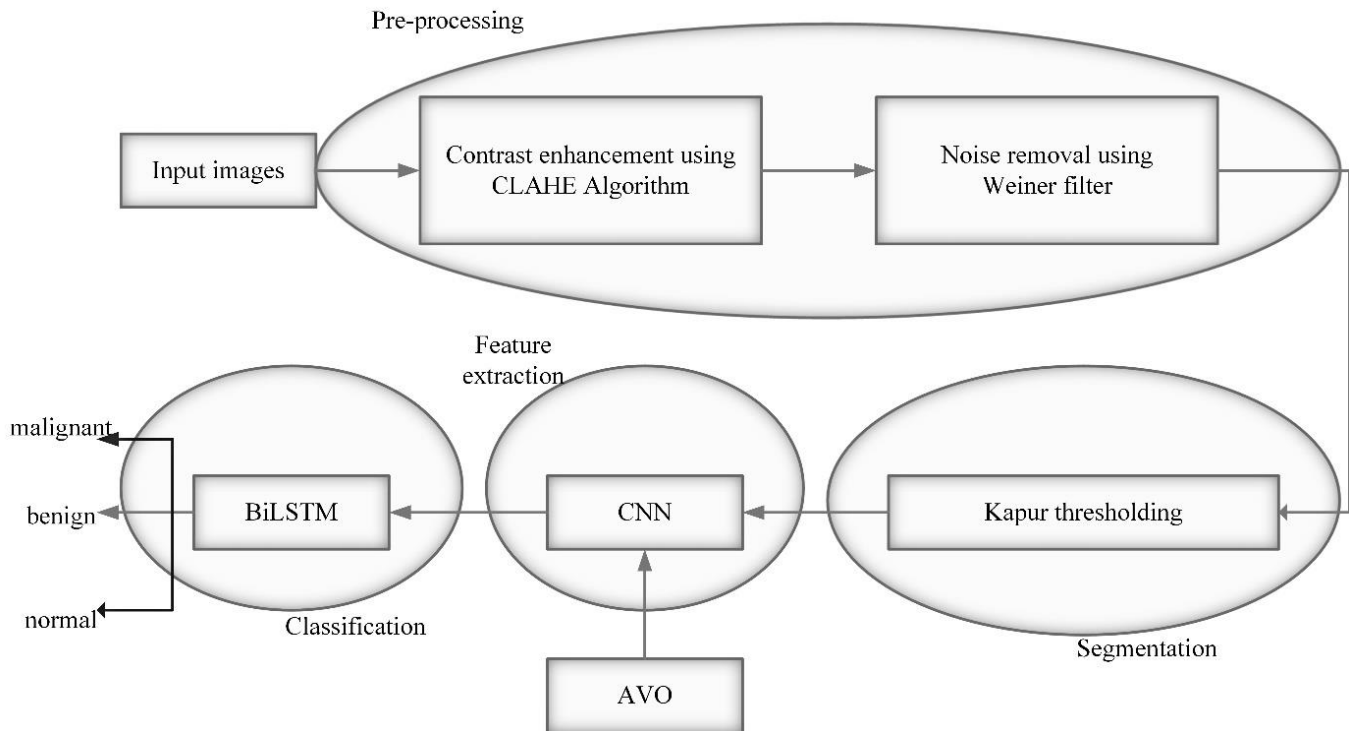 Pre-processing
Input images
Contrast enhancement using
CLAHE Algorithm
Noise removal using
Weiner filter
Feature
extraction
malignant
benign
normal
BiLSTM
CNN
Kapur thresholding
Classification
Segmentation
AVO